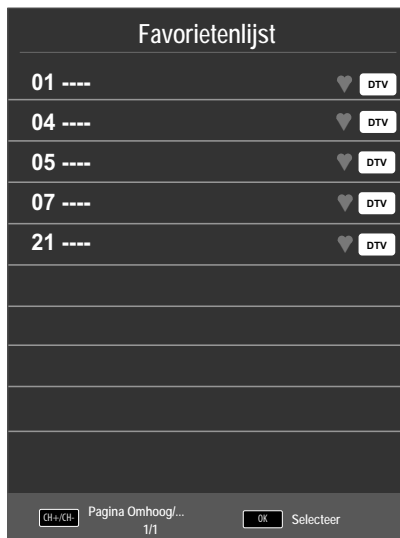 Favorietenlijst
01 ---- DTV
04 ---- DTV
05 ---- DTV
07 ---- DTV
21 ---- DTV
CH+/CH- Pagina Omhoog/... OK Selecteer
1/1